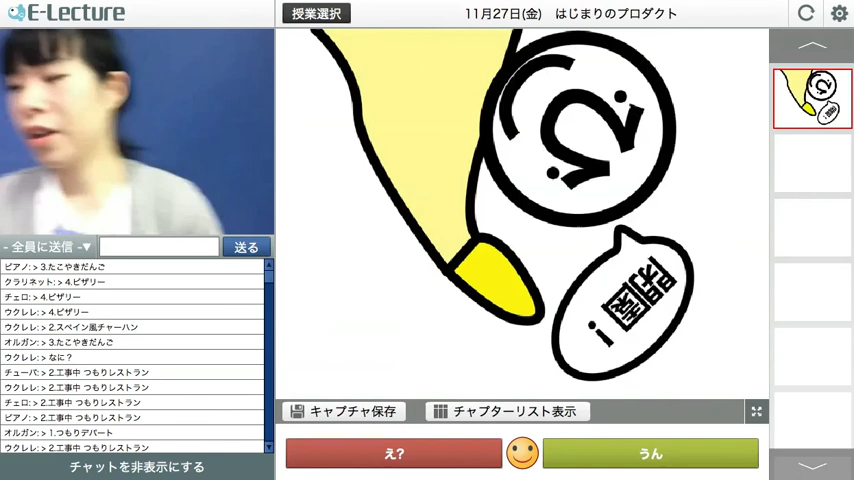 E-Lecture
授業選択
11月27日(金) はじまりのプロダクト
- 全員に送信 -▼
送る
ピアノ: > 3.たこやきだんご
クラリネット: > 4.ピザリー
チェロ: > 4.ピザリー
ウクレレ: > 4.ピザリー
ウクレレ: > 2.スペイン風チャーハン
オルガン: > 3.たこやきだんご
ウクレレ: > なに？
チューバ: > 2.工事中 つもりレストラン
ウクレレ: > 2.工事中 つもりレストラン
チェロ: > 2.工事中 つもりレストラン
ピアノ: > 2.工事中 つもりレストラン
オルガン: > 1.つもりデパート
ウクレレ: > 2.工事中 つもりレストラン
チャットを非表示にする
閉園!
キャプチャ保存
チャプターリスト表示
え?
うん